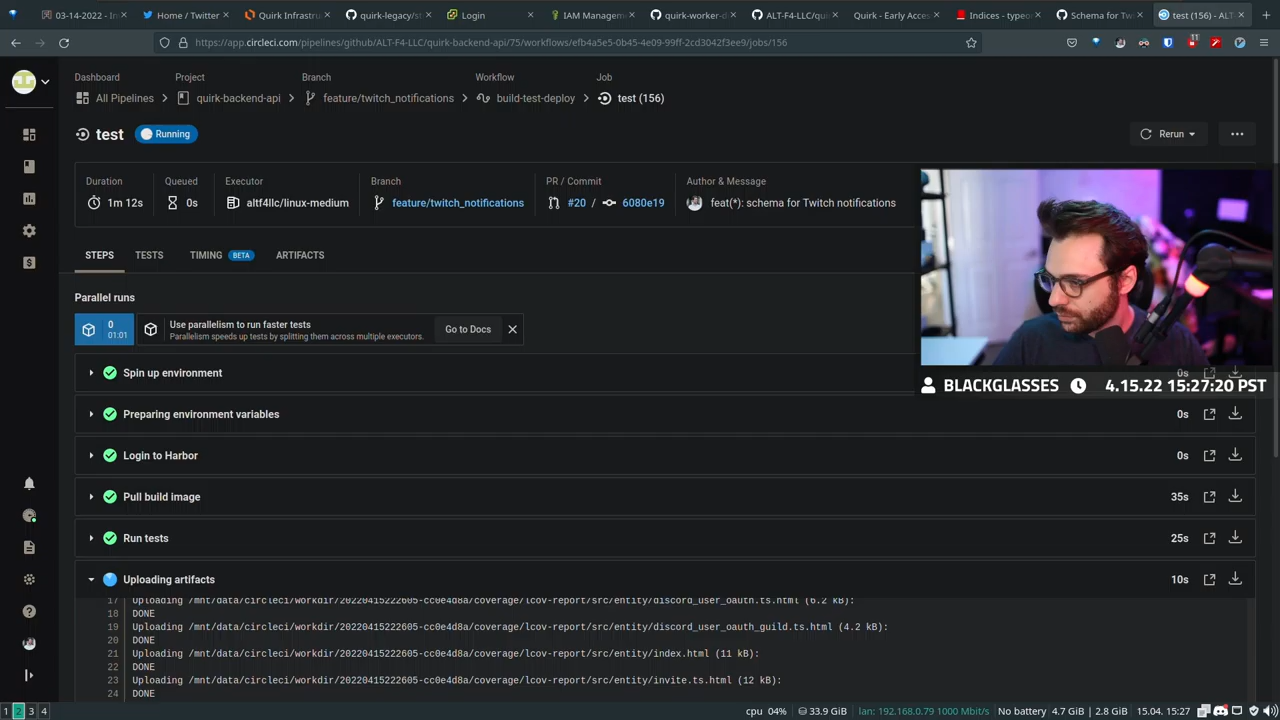 03-14-2022 - In
Home / Twitter
Quirk Infrastru
quirk-legacy/st
Login
IAM Managem
quirk-worker-d
ALT-F4-LLC/qui
Quirk - Early Access
Indices - typeor
Schema for Tw
test (156) - ALT
https://app.circleci.com/pipelines/github/ALT-F4-LLC/quirk-backend-api/75/workflows/efb4a5e5-0b45-4e09-99ff-2cd3042f3ee9/jobs/156
11
Dashboard Project Branch Workflow Job
All Pipelines quirk-backend-api feature/twitch_notifications build-test-deploy test (156)
test Running Rerun
Duration Queued Executor Branch PR / Commit Author & Message
1m 12s 0s altf4llc/linux-medium feature/twitch_notifications #20 / 6080e19 feat(*): schema for Twitch notifications
STEPS TESTS TIMING BETA ARTIFACTS
Parallel runs
0
01:01
Use parallelism to run faster tests
Parallelism speeds up tests by splitting them across multiple executors.
Go to Docs
Spin up environment 0s
BLACKGLASSES 4.15.22 15:27:20 PST
Preparing environment variables 0s
Login to Harbor 0s
Pull build image 35s
Run tests 25s
Uploading artifacts 10s
17 Uploading /mnt/data/circleci/workdir/20220415222605-cc0e4d8a/coverage/lcov-report/src/entity/discord_user_oauth.ts.html (6.2 kB):
18 DONE
19 Uploading /mnt/data/circleci/workdir/20220415222605-cc0e4d8a/coverage/lcov-report/src/entity/discord_user_oauth_guild.ts.html (4.2 kB):
20 DONE
21 Uploading /mnt/data/circleci/workdir/20220415222605-cc0e4d8a/coverage/lcov-report/src/entity/index.html (11 kB):
22 DONE
23 Uploading /mnt/data/circleci/workdir/20220415222605-cc0e4d8a/coverage/lcov-report/src/entity/invite.ts.html (12 kB):
24 DONE
1 2 3 4 cpu 04% 33.9 GiB lan: 192.168.0.79 1000 Mbit/s No battery 4.7 GiB | 2.8 GiB 15.04. 15:27